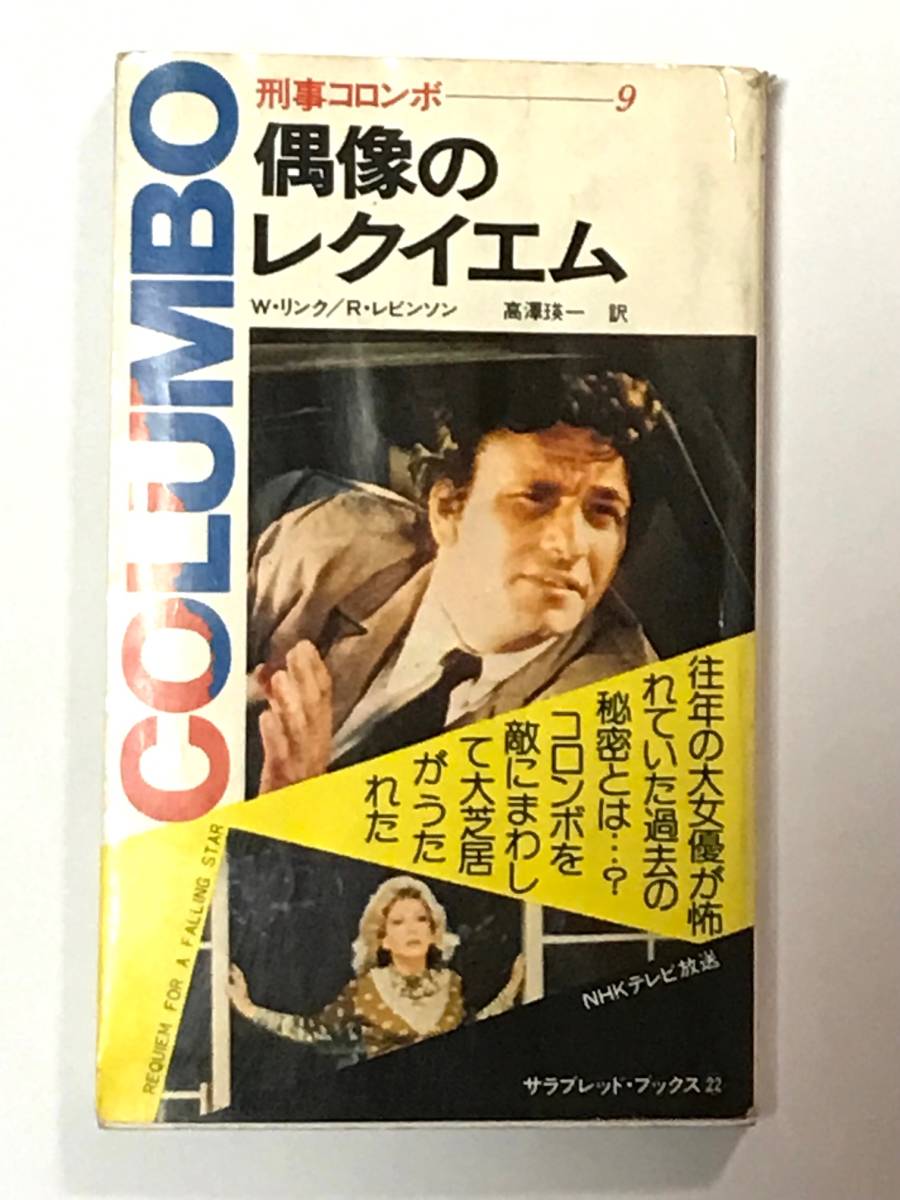 COLUMBO
刑事コロンボ——9
偶像の
レクイエム
W・リンク/R・レビンソン 高澤瑛一 訳
往年の大女優が怖
れていた過去の
秘密とは…?
コロンボを
敵にまわし
て大芝居
がうた
れた
REQUIEM FOR A FALLING STAR
NHKテレビ放送
サラブレッド・ブックス22